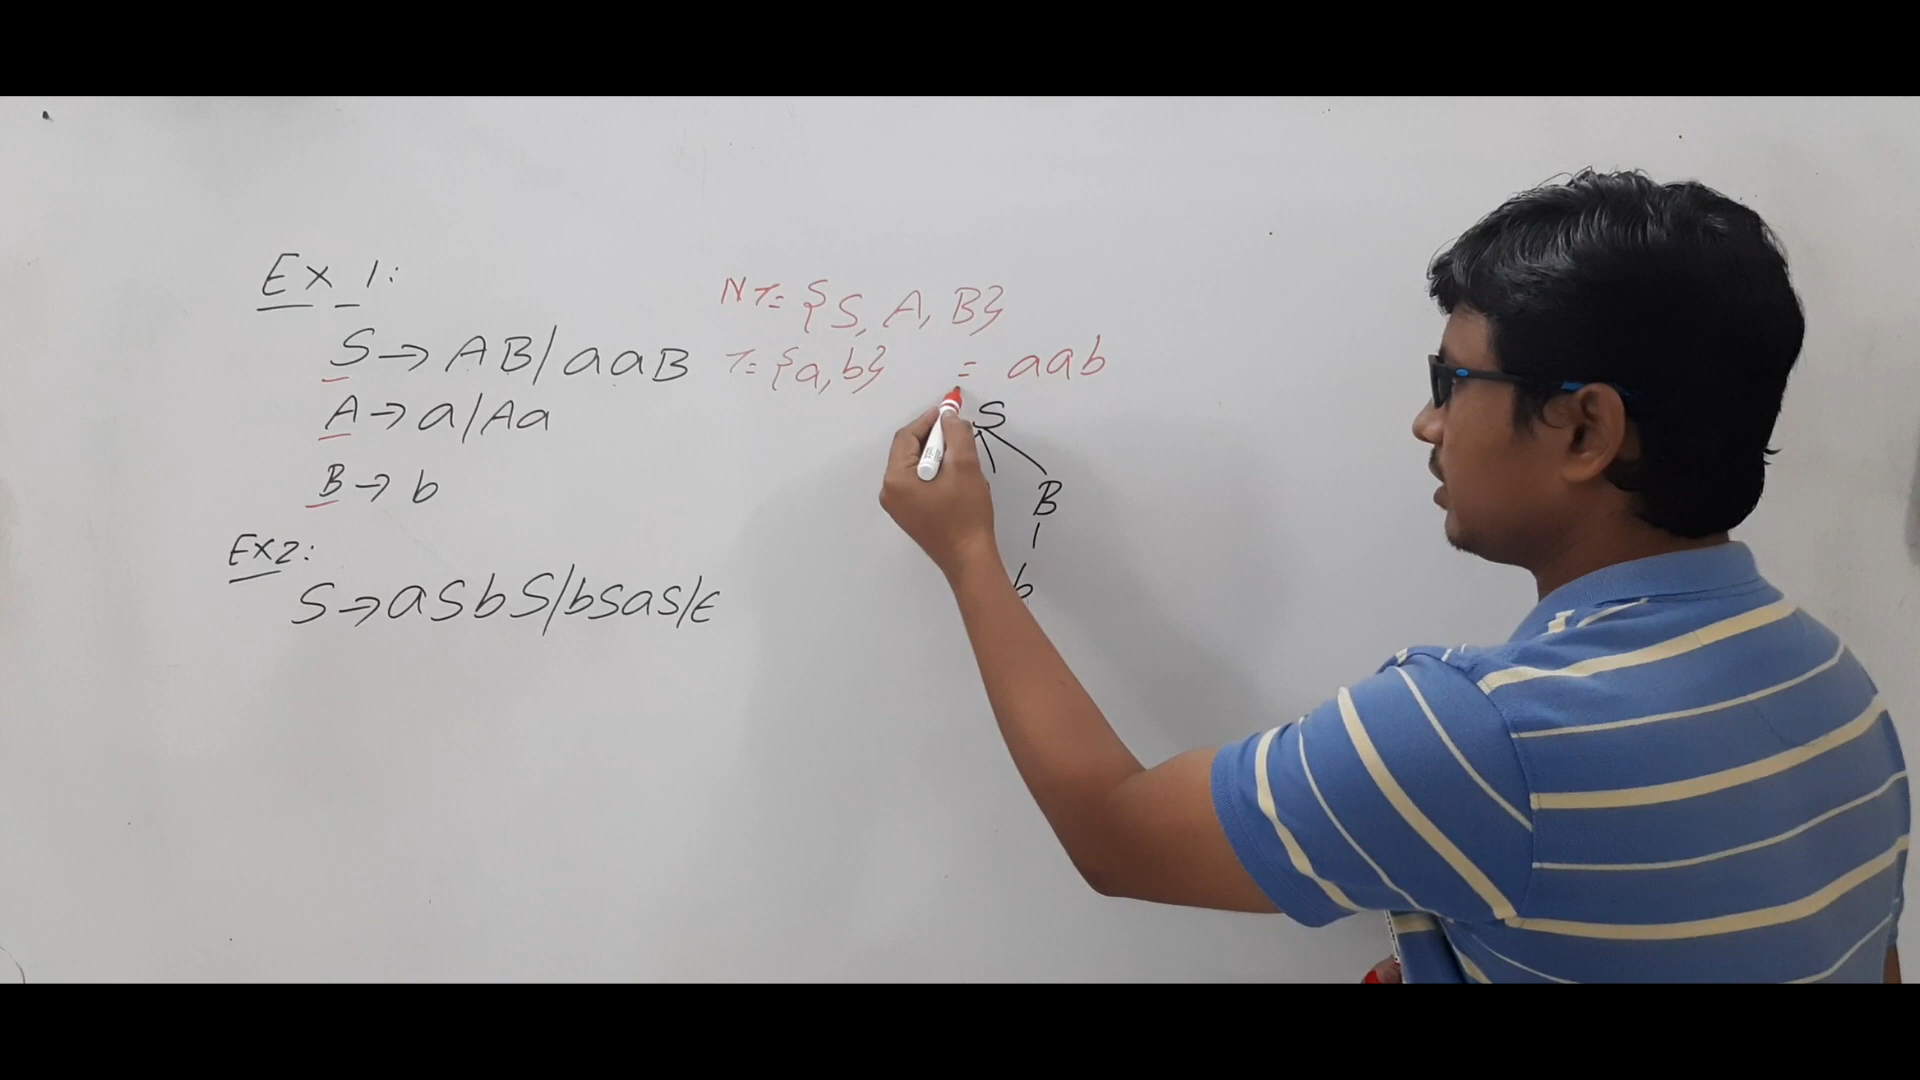 Ex 1:
S → AB/aaB
A → a/Aa
B → b
Ex2:
S → aSbS/bSaS/ϵ
NT = {S, A, B}
T = {a, b}
= aab
S
B
b